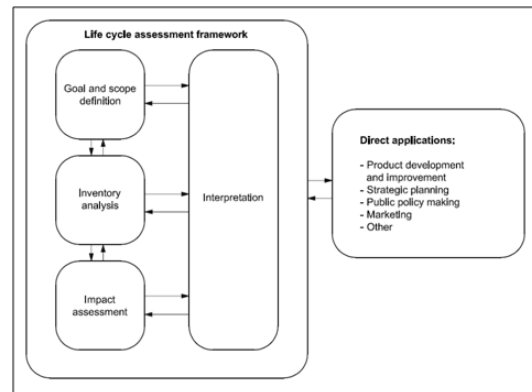 Life cycle assessment framework
Goal and scope
definition
Inventory
analysis
Impact
assessment
Interpretation
Direct applications:
- Product development
and improvement
- Strategic planning
- Public policy making
- Marketing
- Other